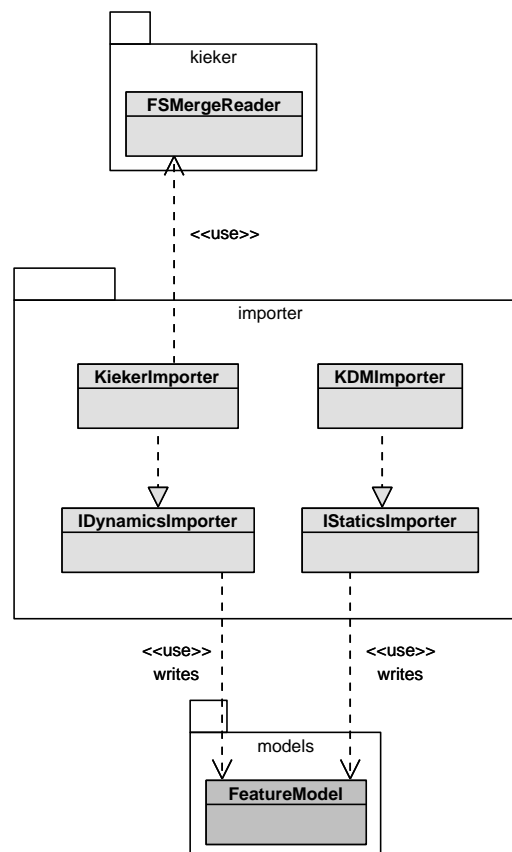 kieker
FSMergeReader
<<use>>
importer
KiekerImporter KDMImporter
IDynamicsImporter IStaticsImporter
<<use>> <<use>>
writes writes
models
FeatureModel